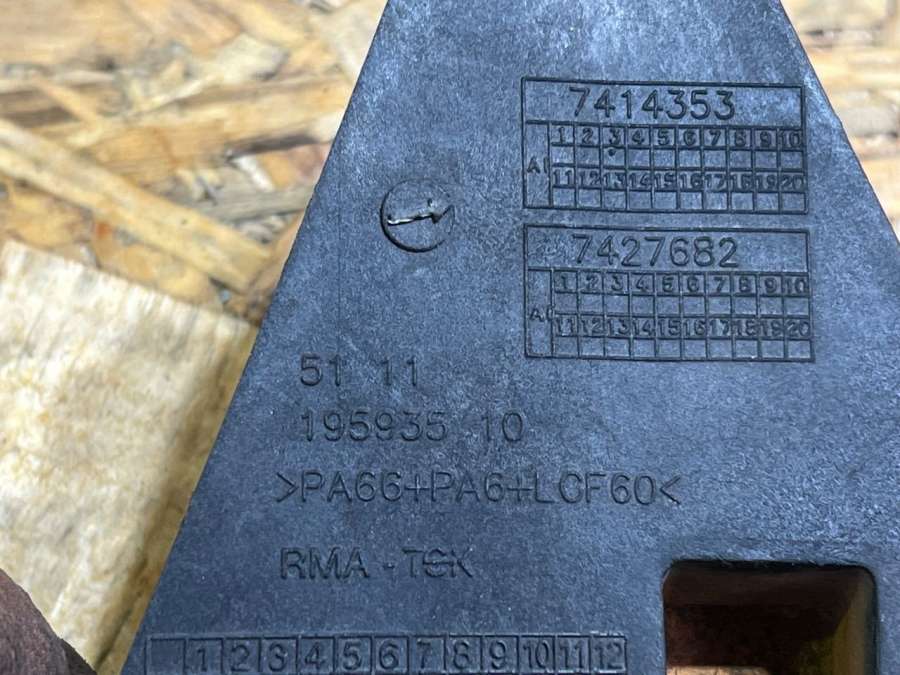 7414353
1 2 3 4 5 6 7 8 9 10
A
11 12 13 14 15 16 17 18 19 20
7427682
1 2 3 4 5 6 7 8 9 10
A
11 12 13 14 15 16 17 18 19 20
51 11
195935 10
>PA66+PA6+LCF60<
RMA - TSK
1 2 3 4 5 6 7 8 9 10 11 12